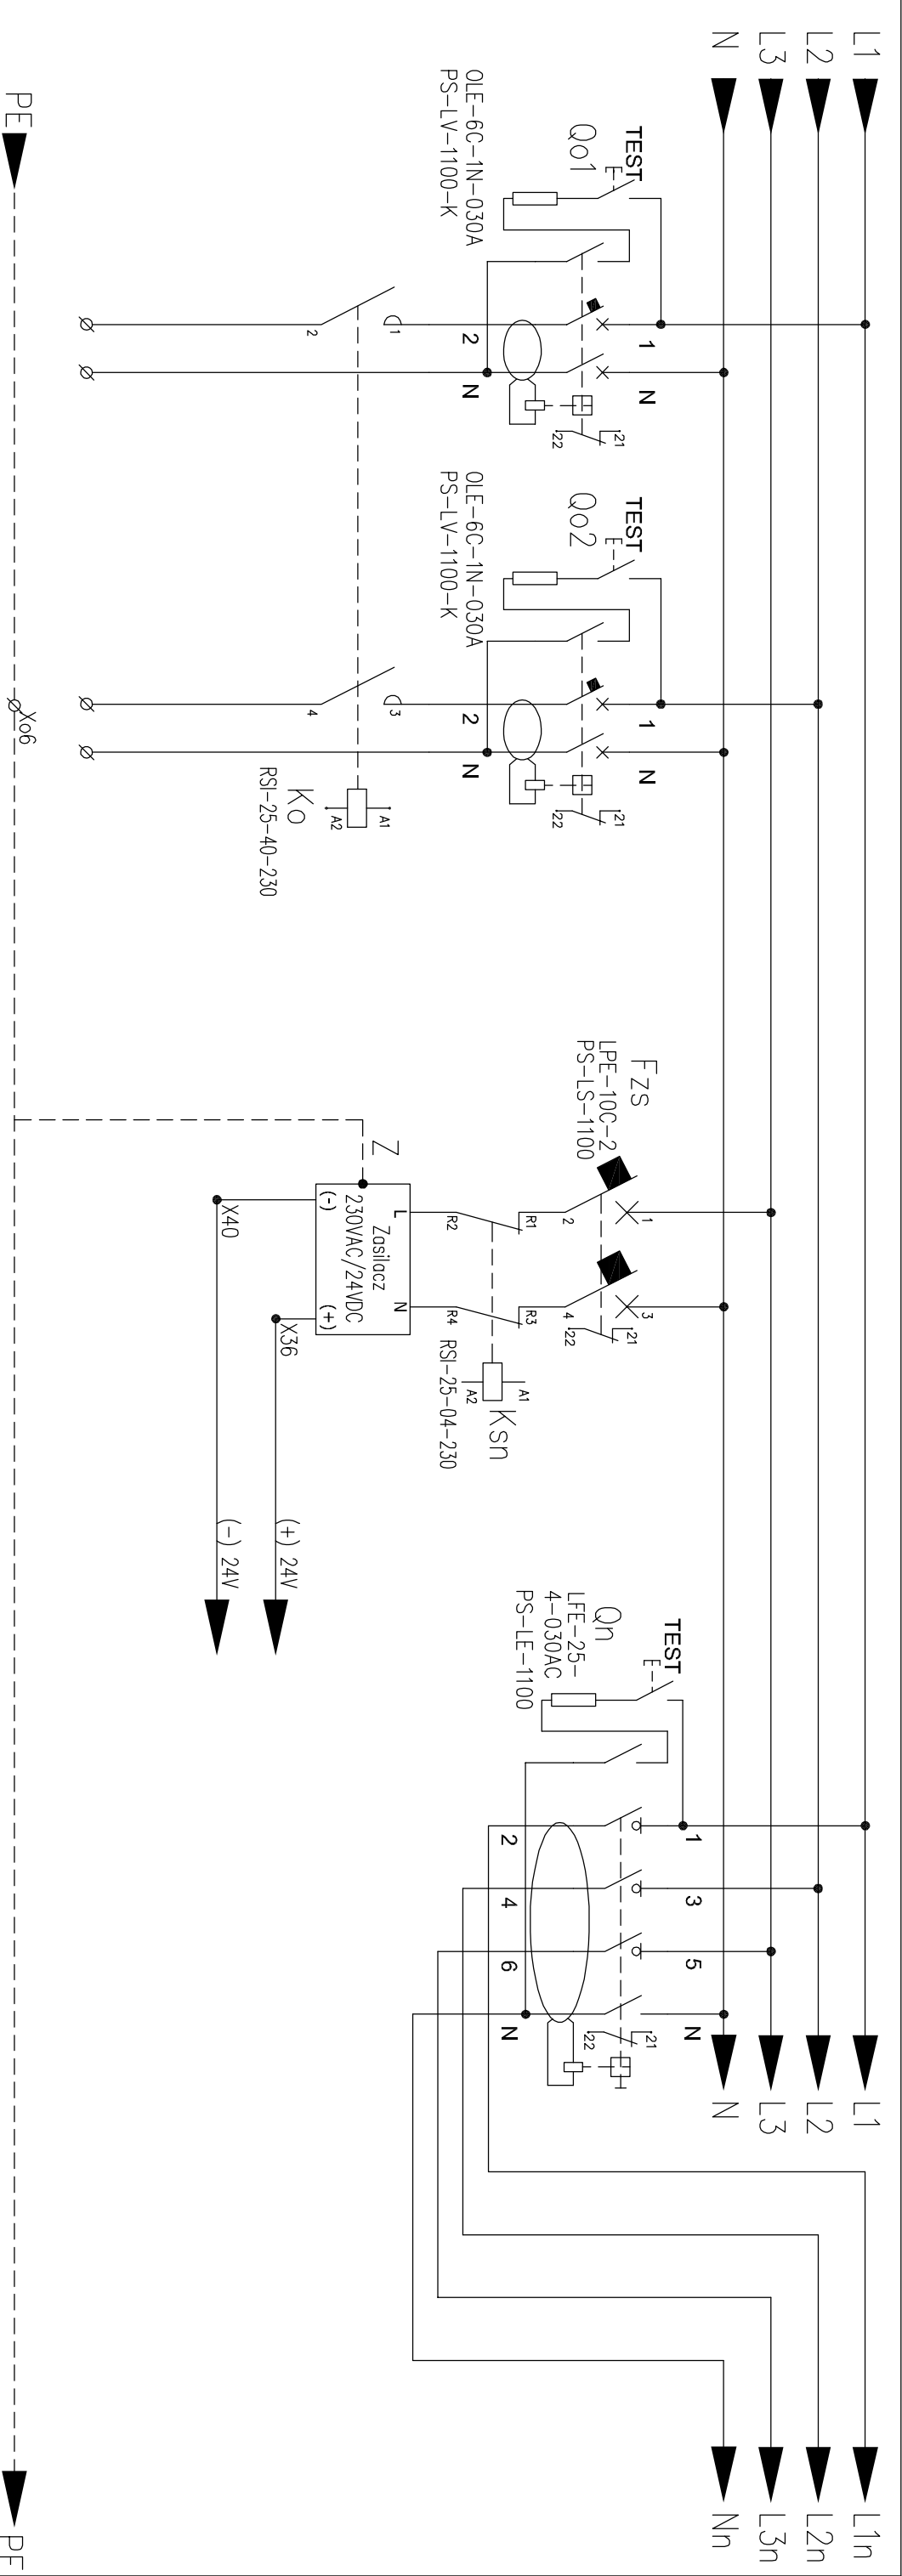 L1
L2
L3
N
TEST
Qo1
OLE-6C-1N-030A
PS-LV-1100-K
1
N
21
22
2
N
1
2
TEST
Qo2
OLE-6C-1N-030A
PS-LV-1100-K
1
N
21
22
2
N
3
4
A1
A2
Ko
RSI-25-40-230
Xo6
PE
Fzs
LPE-10C-2
PS-LS-1100
1
3
21
22
2
4
R1
R3
R2
R4
A1
A2
Ksn
RSI-25-04-230
Z
L
N
Zasilacz
230VAC/24VDC
(-)
(+)
X40
X36
(+) 24V
(-) 24V
TEST
Qn
LFE-25-
4-030AC
PS-LE-1100
1
3
5
N
21
22
2
4
6
N
L1
L2
L3
N
L1n
L2n
L3n
Nn